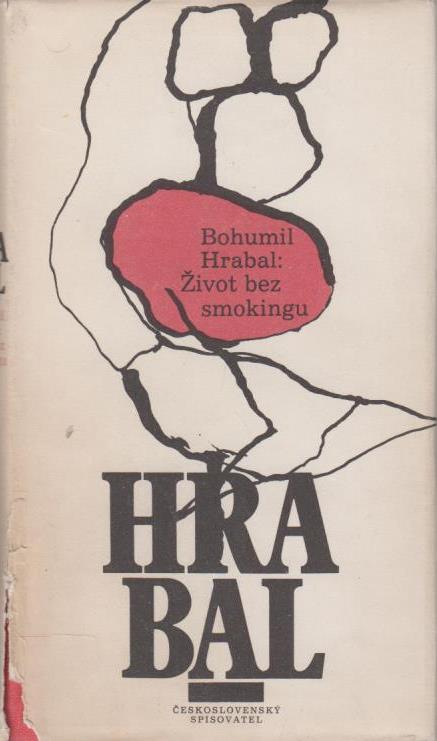 Bohumil
Hrabal:
Život bez
smokingu
HRA
BAL
ČESKOSLOVENSKÝ
SPISOVATEL
A
L